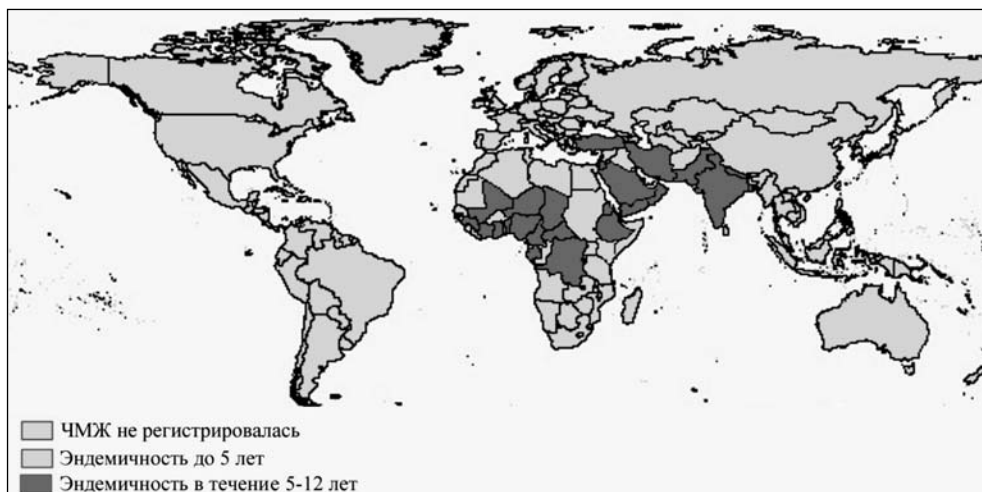 ЧМЖ не регистрировалась
Эндемичность до 5 лет
Эндемичность в течение 5-12 лет